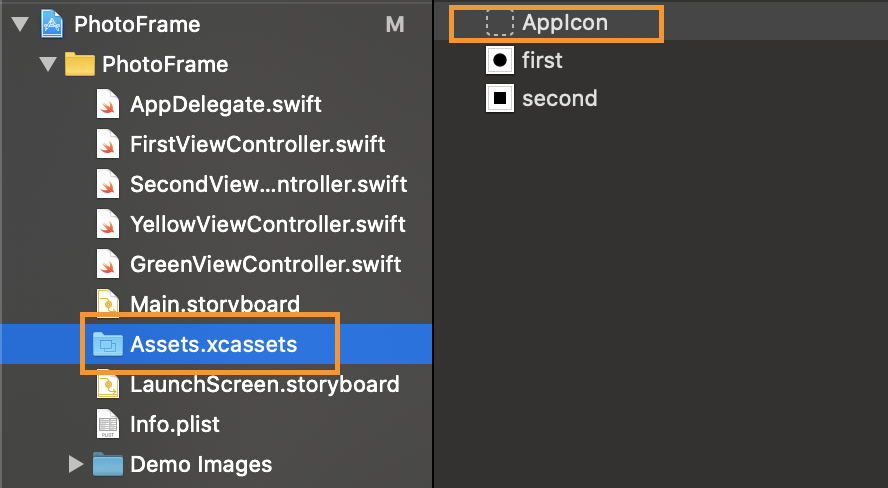 PhotoFrame M
PhotoFrame
AppDelegate.swift
FirstViewController.swift
SecondView...ntroller.swift
YellowViewController.swift
GreenViewController.swift
Main.storyboard
Assets.xcassets
LaunchScreen.storyboard
Info.plist
Demo Images
AppIcon
first
second